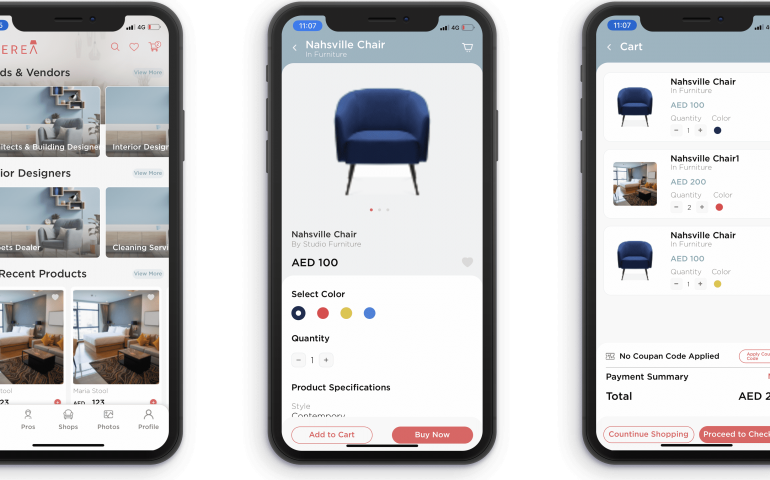 4G
EREA
ds & Vendors
View More
itects & Building Designer
Interior Design
ior Designers
View More
ets Dealer
Cleaning Servi
Recent Products
View More
tool
Maria Stool
23
AED 123
Pros
Shops
Photos
Profile
11:07
4G
Nahsville Chair
In Furniture
Nahsville Chair
By Studio Furniture
AED 100
Select Color
Quantity
− 1 +
Product Specifications
Style
Contempory
Add to Cart
Buy Now
11:07
Cart
Nahsville Chair
In Furniture
AED 100
Quantity
Color
− 1 +
Nahsville Chair1
In Furniture
AED 200
Quantity
Color
− 2 +
Nahsville Chair
In Furniture
AED 100
Quantity
Color
− 1 +
No Coupan Code Applied
Apply Cou
Code
Payment Summary
Total
AED 2
Countinue Shopping
Proceed to Check